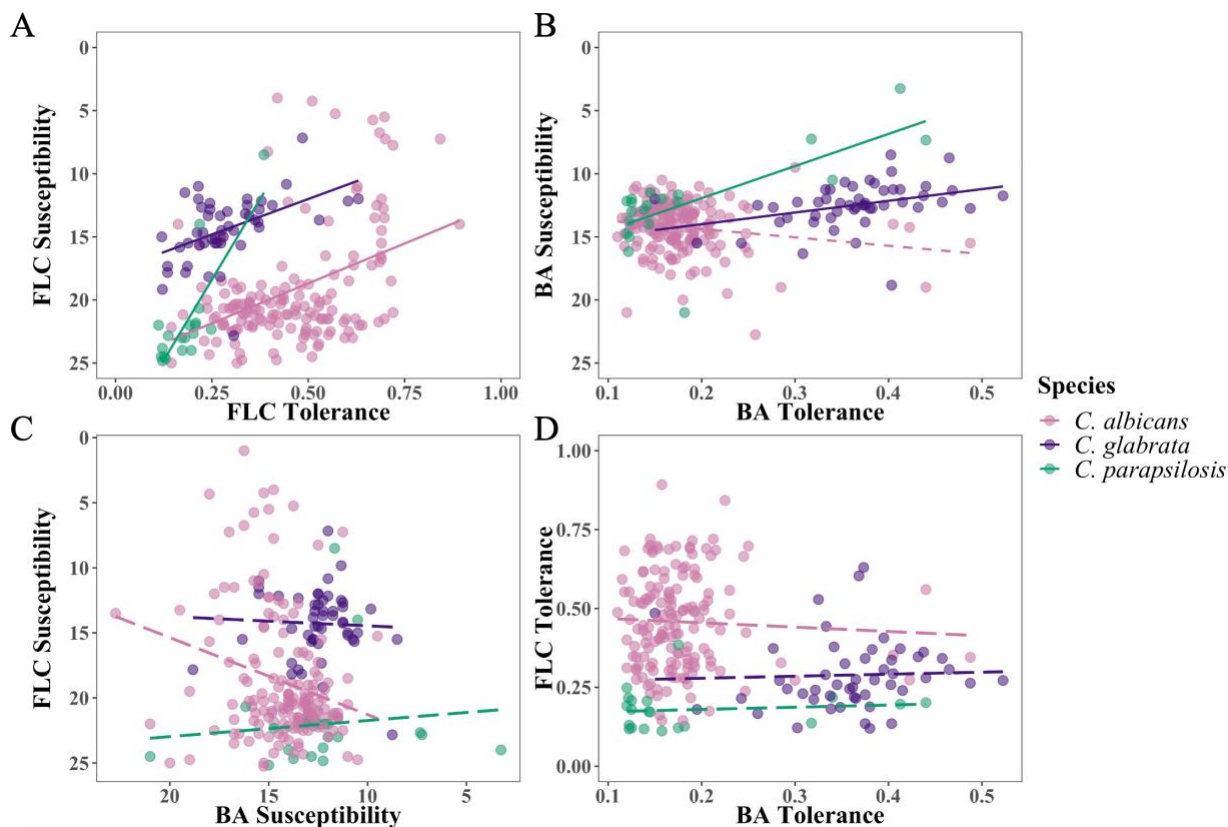 A
0
5
10
15
20
25
FLC Susceptibility
0.00 0.25 0.50 0.75 1.00
FLC Tolerance
B
0
5
10
15
20
25
BA Susceptibility
0.1 0.2 0.3 0.4 0.5
BA Tolerance
C
0
5
10
15
20
25
FLC Susceptibility
20 15 10 5
BA Susceptibility
D
1.00
0.75
0.50
0.25
0.00
FLC Tolerance
0.1 0.2 0.3 0.4 0.5
BA Tolerance
Species
C. albicans
C. glabrata
C. parapsilosis